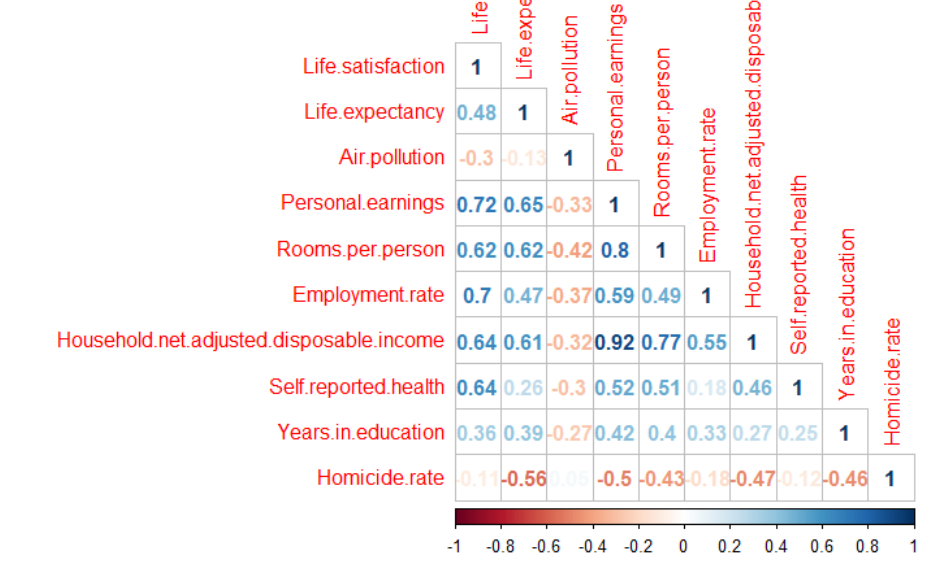 Life
Life.expe
Air.pollution
Personal.earnings
Rooms.per.person
Employment.rate
Household.net.adjusted.disposab
Self.reported.health
Years.in.education
Homicide.rate
Life.satisfaction 1
Life.expectancy 0.48 1
Air.pollution -0.3 -0.13 1
Personal.earnings 0.72 0.65 -0.33 1
Rooms.per.person 0.62 0.62 -0.42 0.8 1
Employment.rate 0.7 0.47 -0.37 0.59 0.49 1
Household.net.adjusted.disposable.income 0.64 0.61 -0.32 0.92 0.77 0.55 1
Self.reported.health 0.64 0.26 -0.3 0.52 0.51 0.18 0.46 1
Years.in.education 0.36 0.39 -0.27 0.42 0.4 0.33 0.27 0.25 1
Homicide.rate -0.11 -0.56 0.05 -0.5 -0.43 -0.18 -0.47 -0.12 -0.46 1
-1 -0.8 -0.6 -0.4 -0.2 0 0.2 0.4 0.6 0.8 1